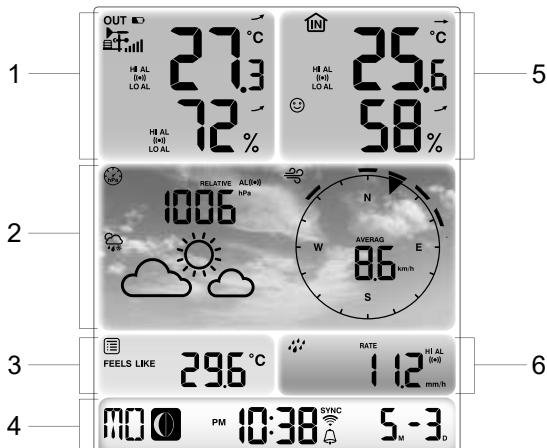 1
OUT
27.3 °C
HI AL
((•))
LO AL
72 %
HI AL
((•))
LO AL
IN
25.6 °C
HI AL
((•))
LO AL
58 %
5
2
hPa
RELATIVE AL((•))
1006 hPa
N
W E
S
AVERAG
8.6 km/h
3
FEELS LIKE 29.6 °C
RATE
11.2 mm/h
HI AL
((•))
6
4
MO PM 10:38 SYNC 5 M - 3 D